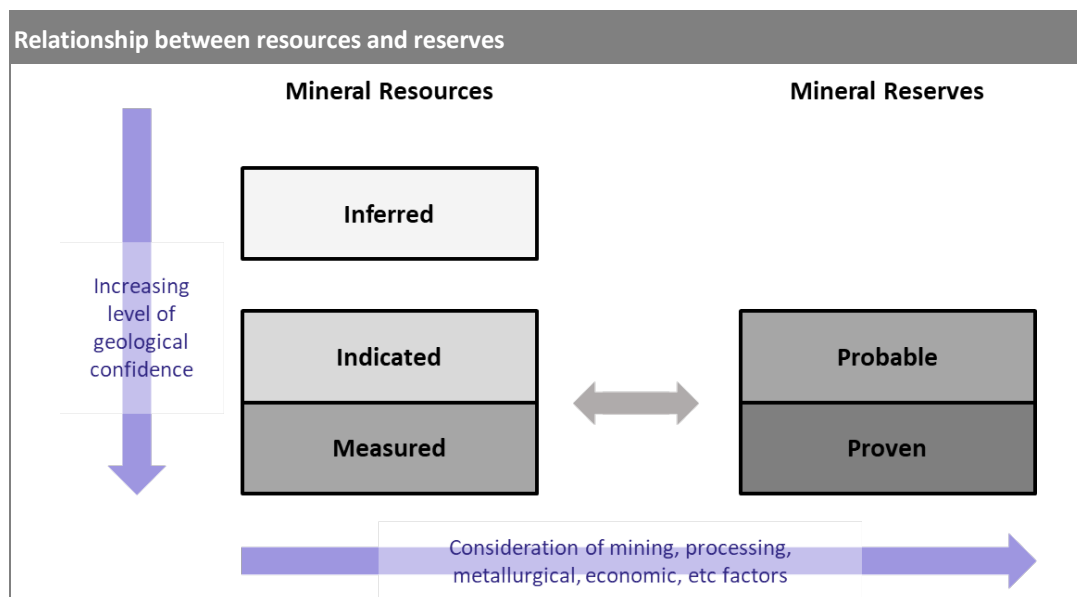 Relationship between resources and reserves
Mineral Resources
Mineral Reserves
Inferred
Increasing
level of
geological
confidence
Indicated
Probable
Measured
Proven
Consideration of mining, processing,
metallurgical, economic, etc factors